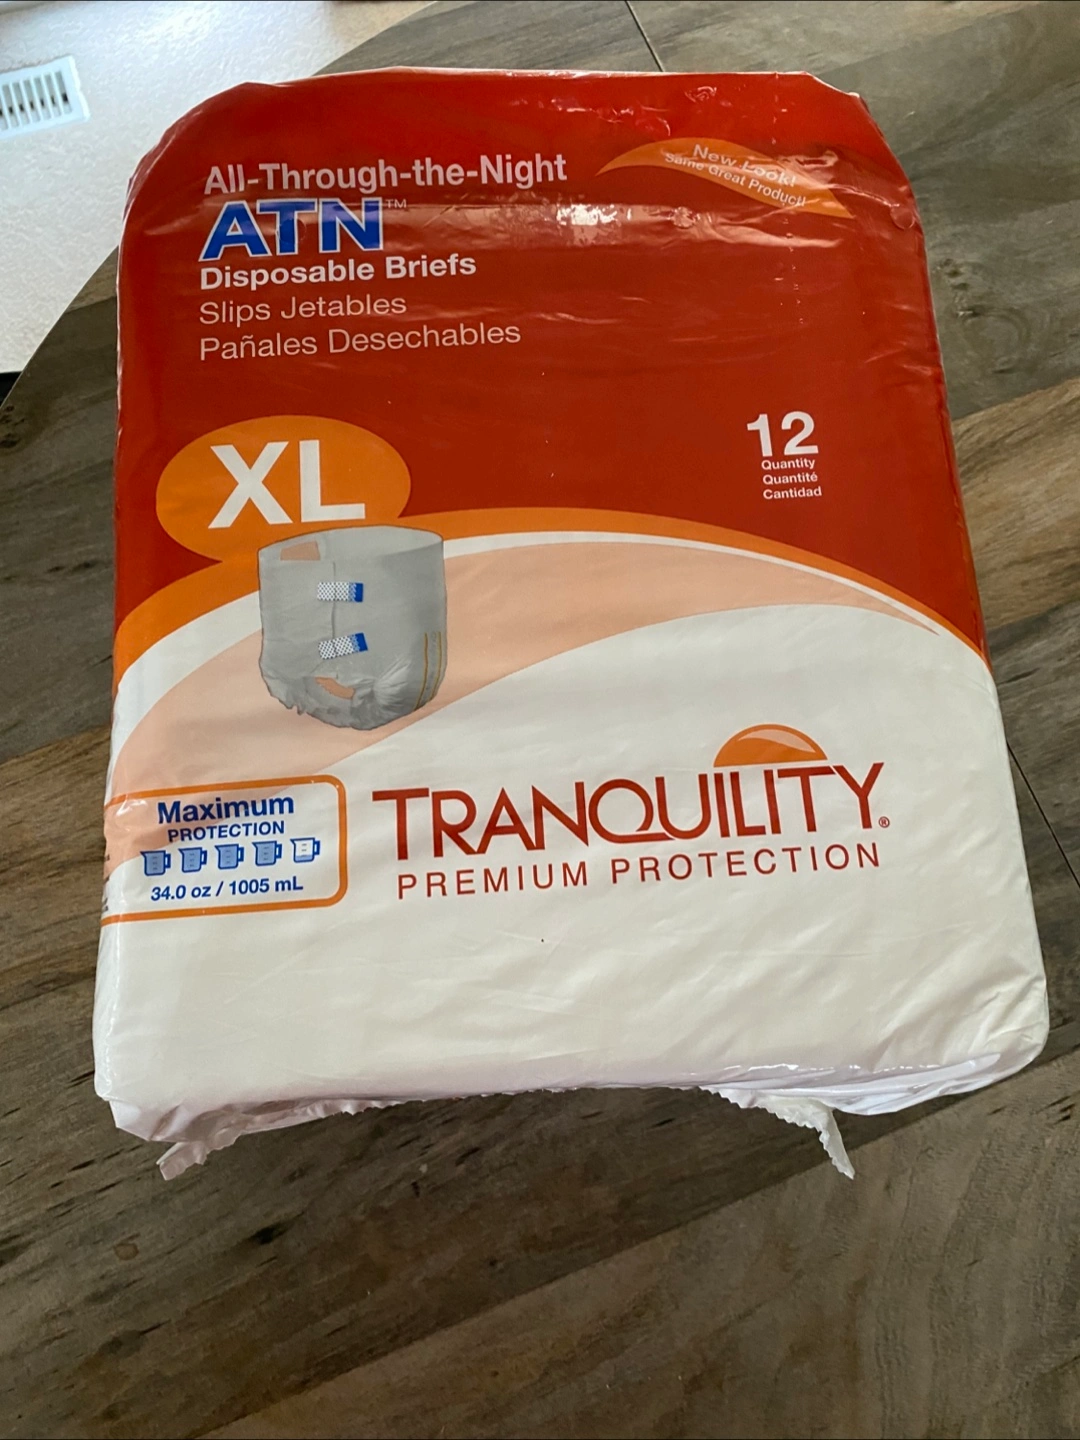 All-Through-the-Night
ATN™
Disposable Briefs
Slips Jetables
Pañales Desechables
New Look!
Same Great Product!
XL
12
Quantity
Quantité
Cantidad
Maximum
PROTECTION
34.0 oz / 1005 mL
TRANQUILITY®
PREMIUM PROTECTION